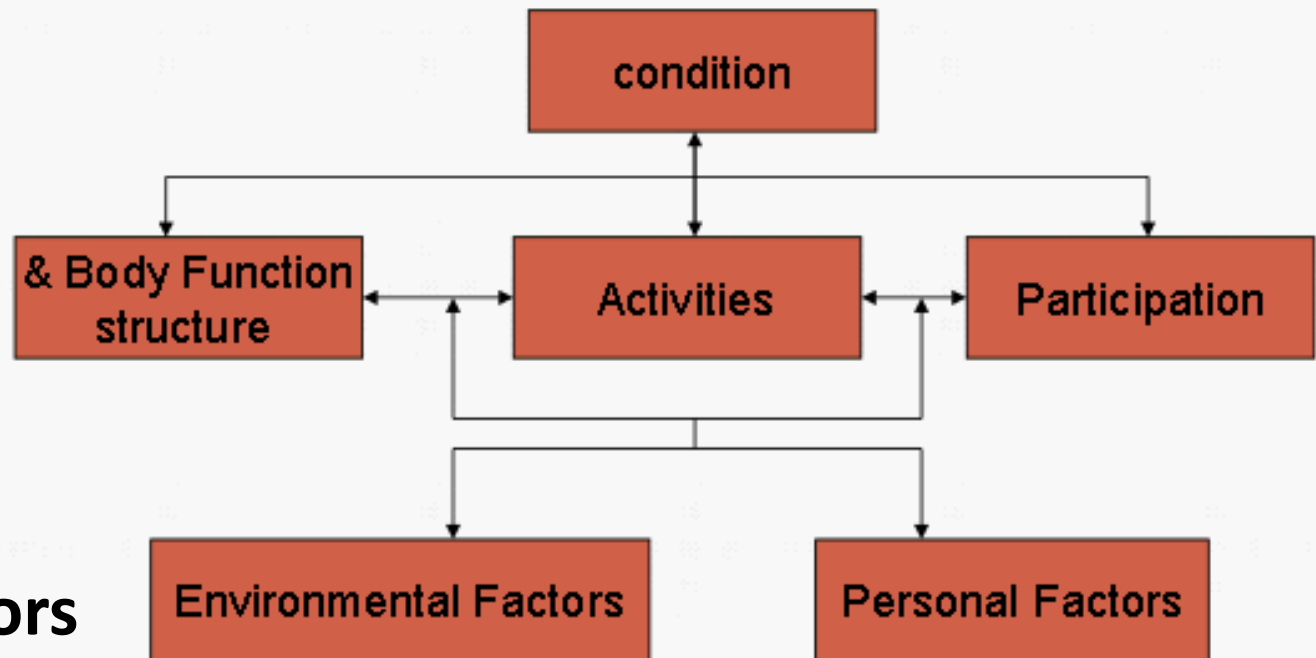 condition
& Body Function
structure
Activities
Participation
Environmental Factors
Personal Factors
ors